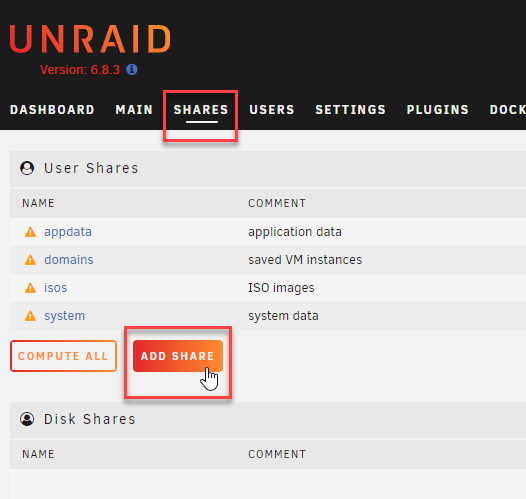 UNRAID
Version: 6.8.3
DASHBOARD MAIN SHARES USERS SETTINGS PLUGINS DOCK
User Shares
NAME COMMENT
appdata application data
domains saved VM instances
isos ISO images
system system data
COMPUTE ALL ADD SHARE
Disk Shares
NAME COMMENT